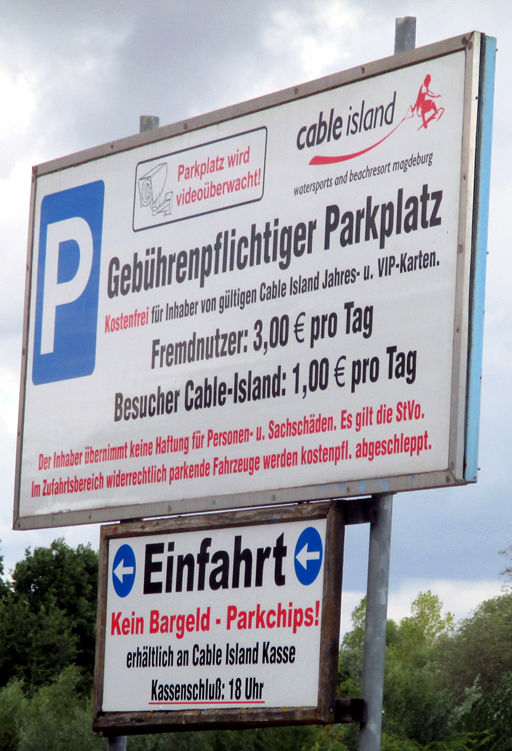 cable island
watersports and beachresort magdeburg
Parkplatz wird
videoüberwacht!
P
Gebührenpflichtiger Parkplatz
Kostenfrei für Inhaber von gültigen Cable Island Jahres- u. VIP-Karten.
Fremdnutzer: 3,00 € pro Tag
Besucher Cable-Island: 1,00 € pro Tag
Der Inhaber übernimmt keine Haftung für Personen- u. Sachschäden. Es gilt die StVo.
Im Zufahrtsbereich widerrechtlich parkende Fahrzeuge werden kostenpfl. abgeschleppt.
Einfahrt
Kein Bargeld - Parkchips!
erhältlich an Cable Island Kasse
Kassenschluß: 18 Uhr